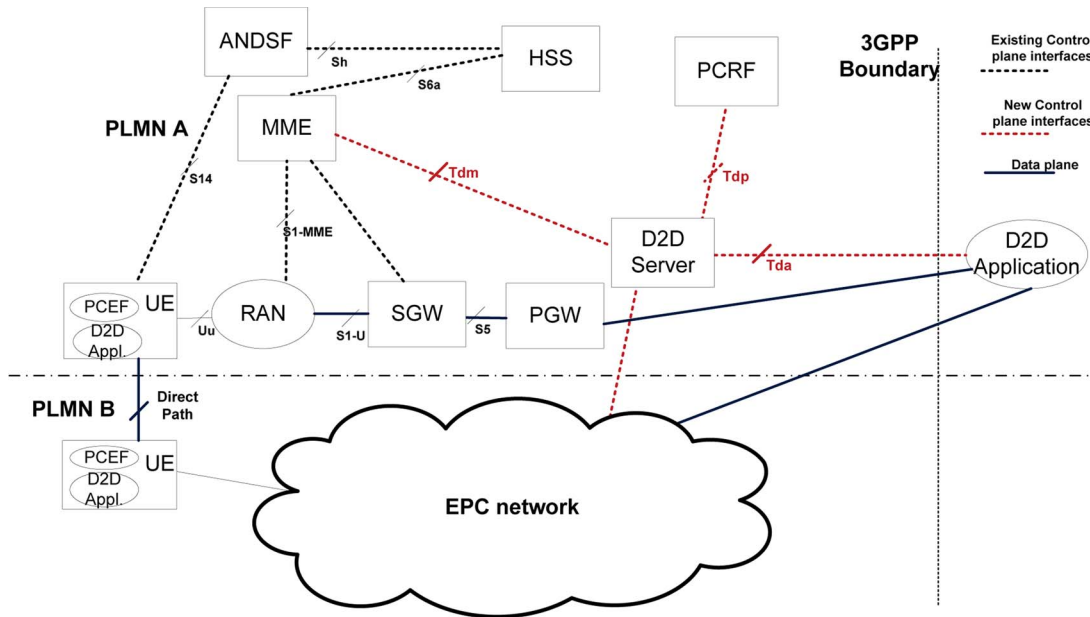 ANDSF
Sh
HSS
S6a
PCRF
3GPP
Boundary
Existing Control
plane interfaces
New Control
plane interfaces
Data plane
PLMN A
MME
S14
Tdm
Tdp
S1-MME
D2D
Server
Tda
D2D
Application
PCEF
UE
D2D
Appl.
Uu
RAN
S1-U
SGW
S5
PGW
PLMN B
Direct
Path
PCEF
UE
D2D
Appl.
EPC network